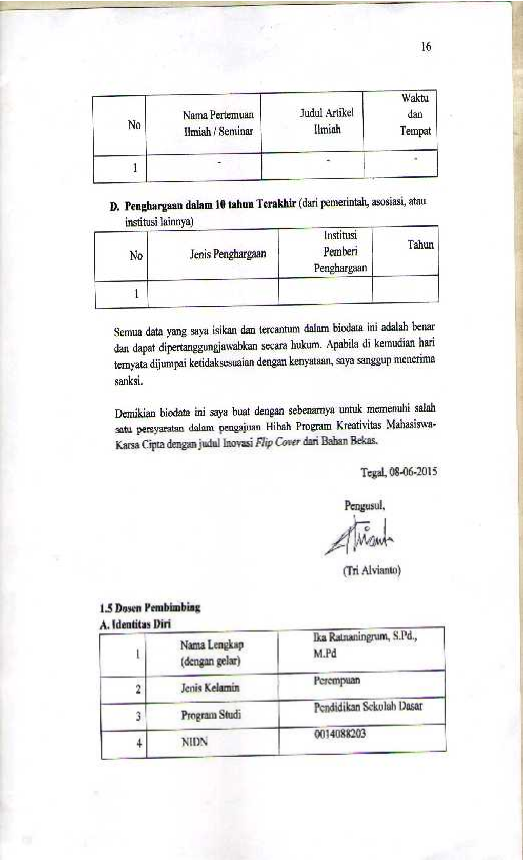 16
No
Nama Pertemuan
Ilmiah / Seminar
Judul Artikel
Ilmiah
Waktu
dan
Tempat
1 - - -
D. Penghargaan dalam 10 tahun Terakhir (dari pemerintah, asosiasi, atau
institusi lainnya)
No
Jenis Penghargaan
Institusi
Pemberi
Penghargaan
Tahun
1
Semua data yang saya isikan dan tercantum dalam biodata ini adalah benar
dan dapat dipertanggungjawabkan secara hukum. Apabila di kemudian hari
ternyata dijumpai ketidaksesuaian dengan kenyataan, saya sanggup menerima
sanksi.
Demikian biodata ini saya buat dengan sebenarnya untuk memenuhi salah
satu persyaratan dalam pengajuan Hibah Program Kreativitas Mahasiswa-
Karsa Cipta dengan judul Inovasi Flip Cover dari Bahan Bekas.
Tegal, 08-06-2015
Pengusul,
(Tri Alvianto)
1.5 Dosen Pembimbing
A. Identitas Diri
1
Nama Lengkap
(dengan gelar)
Ika Ratnaningrum, S.Pd.,
M.Pd
2 Jenis Kelamin Perempuan
3 Program Studi Pendidikan Sekolah Dasar
4 NIDN 0014088203